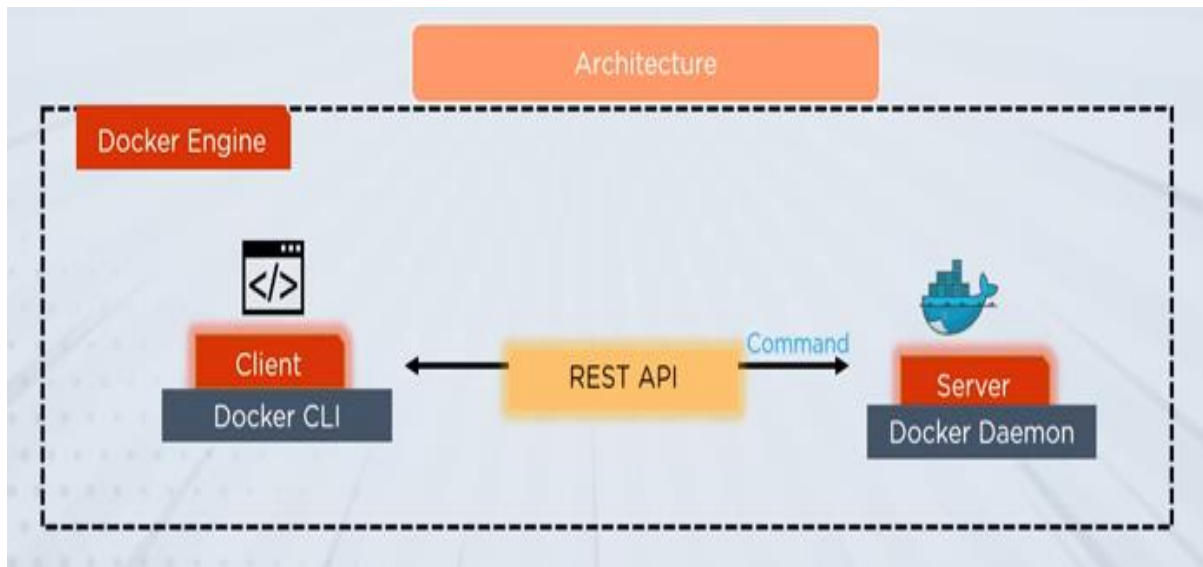 Architecture
Docker Engine
</>
Client
Docker CLI
REST API
Command
Server
Docker Daemon